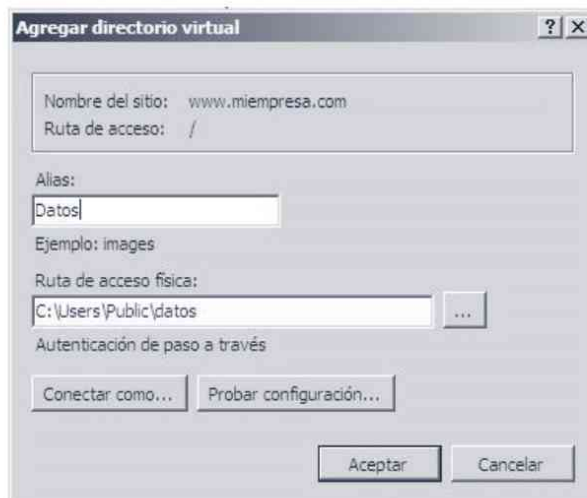 Agregar directorio virtual
Nombre del sitio: www.miempresa.com
Ruta de acceso: /
Alias:
Datos
Ejemplo: images
Ruta de acceso física:
C:\Users\Public\datos
...
Autenticación de paso a través
Conectar como... Probar configuración...
Aceptar Cancelar